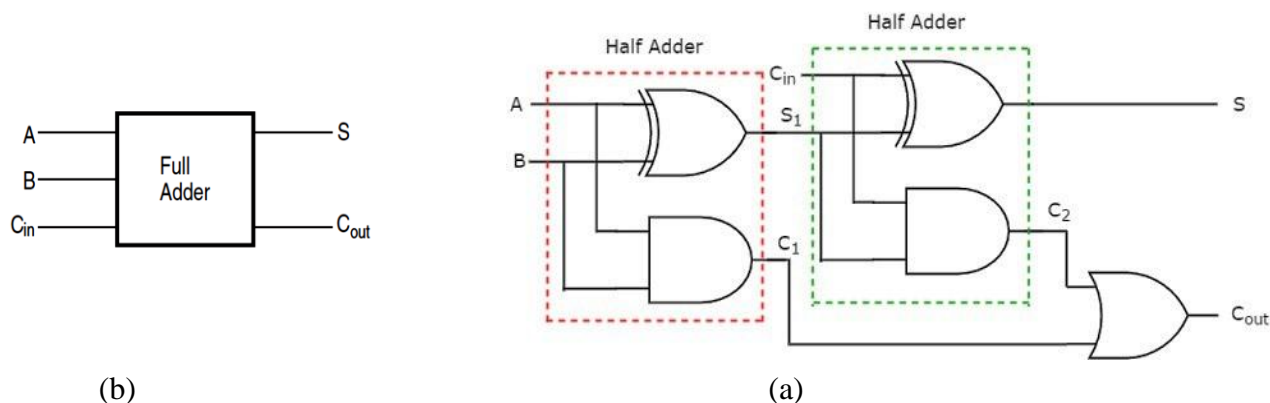 A
B
Cin
Full
Adder
S
Cout
(b)
Half Adder
Half Adder
A
B
Cin
S1
C1
C2
S
Cout
(a)